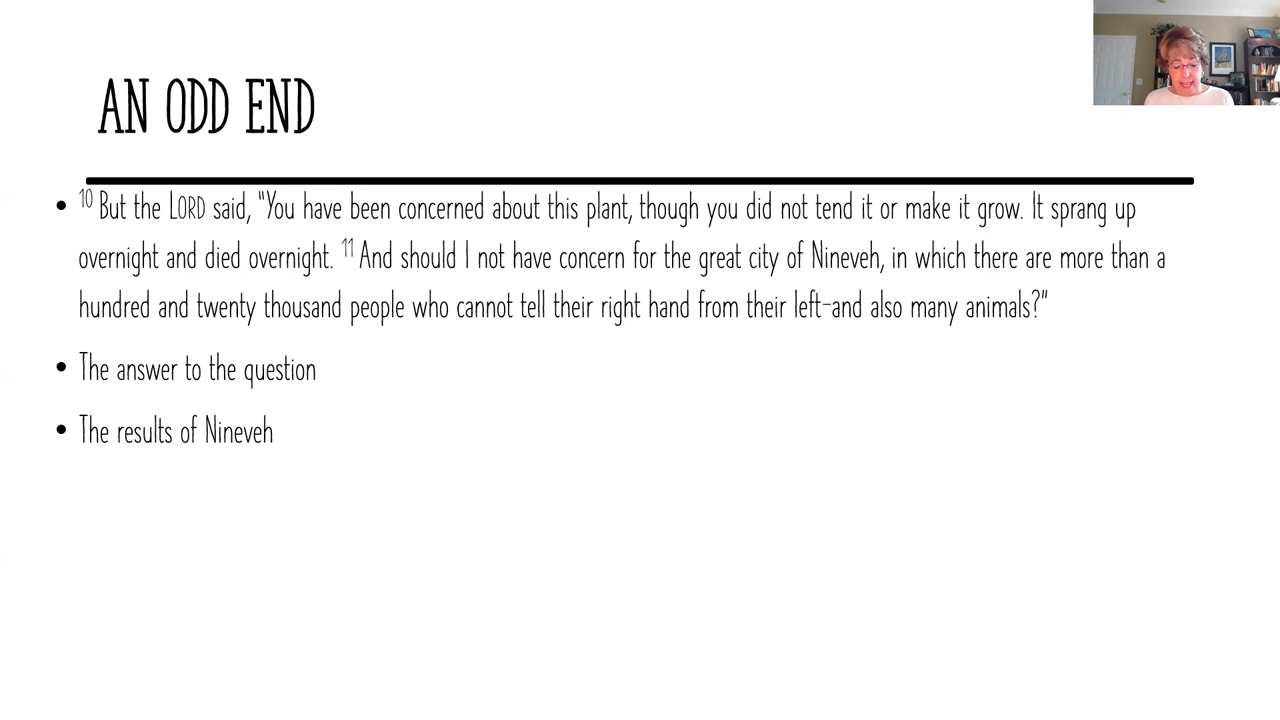 AN ODD END
• 10 But the LORD said, "You have been concerned about this plant, though you did not tend it or make it grow. It sprang up
overnight and died overnight. 11 And should I not have concern for the great city of Nineveh, in which there are more than a
hundred and twenty thousand people who cannot tell their right hand from their left—and also many animals?"
• The answer to the question
• The results of Nineveh